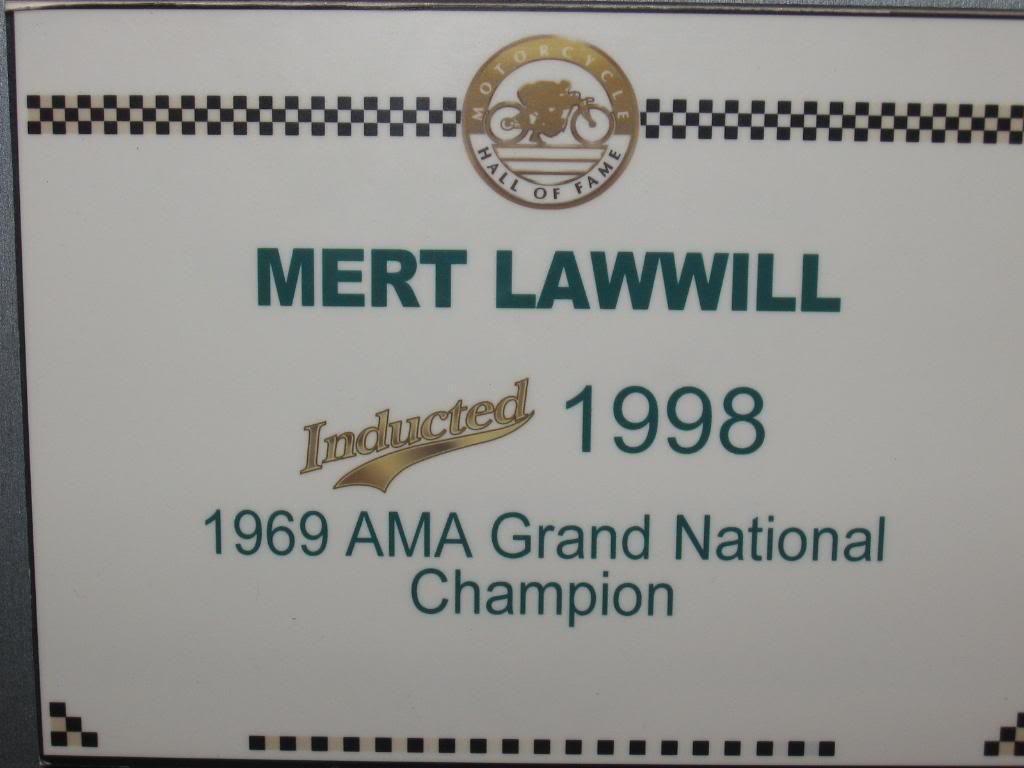 MOTORCYCLE
HALL OF FAME
MERT LAWWILL
Inducted 1998
1969 AMA Grand National
Champion